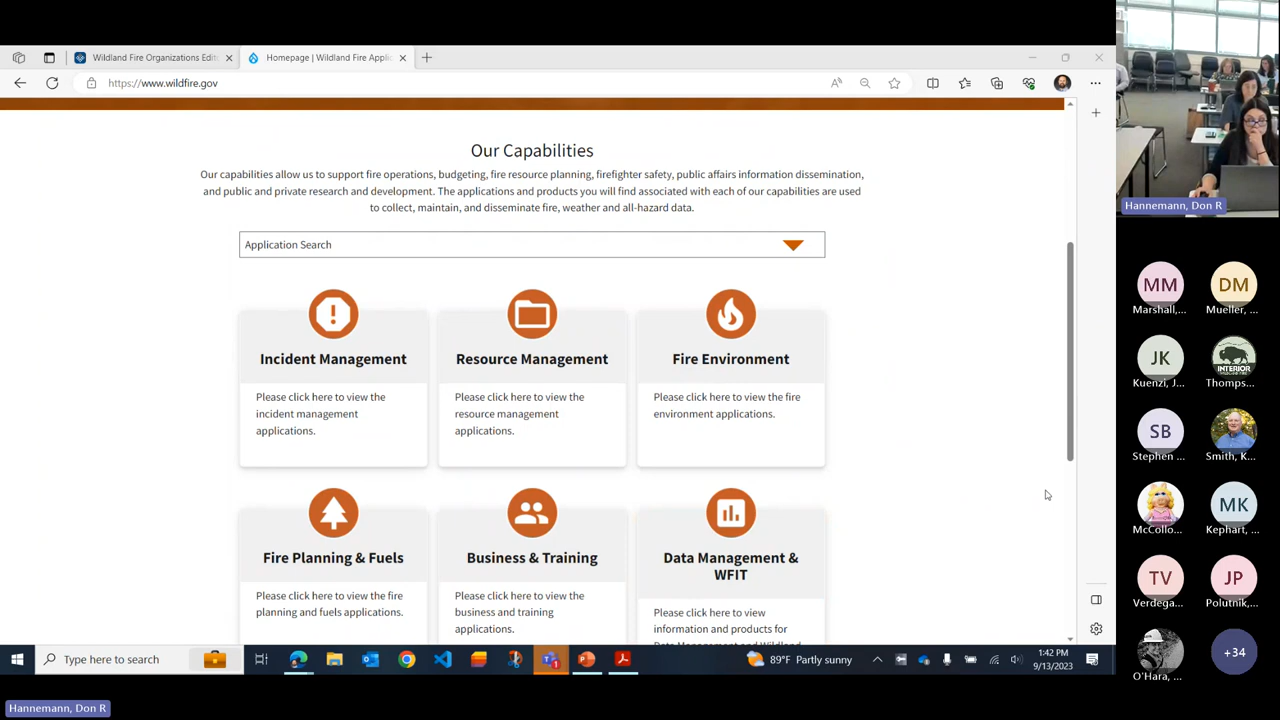 Wildland Fire Organizations Edit
Homepage | Wildland Fire Applic
https://www.wildfire.gov
Our Capabilities
Our capabilities allow us to support fire operations, budgeting, fire resource planning, firefighter safety, public affairs information dissemination,
and public and private research and development. The applications and products you will find associated with each of our capabilities are used
to collect, maintain, and disseminate fire, weather and all-hazard data.
Application Search
Incident Management
Please click here to view the
incident management
applications.
Resource Management
Please click here to view the
resource management
applications.
Fire Environment
Please click here to view the fire
environment applications.
Fire Planning & Fuels
Please click here to view the fire
planning and fuels applications.
Business & Training
Please click here to view the
business and training
applications.
Data Management &
WFIT
Please click here to view
information and products for
Data Management and Wildland
Type here to search
89°F Partly sunny
1:42 PM
9/13/2023
Hannemann, Don R
Hannemann, Don R
MM
Marshall,...
DM
Mueller, ...
JK
Kuenzi, J...
INTERIOR
Thomps...
SB
Stephen ...
Smith, K...
McCollo...
MK
Kephart, ...
TV
Verdega...
JP
Polutnik,...
O'Hara, ...
+34